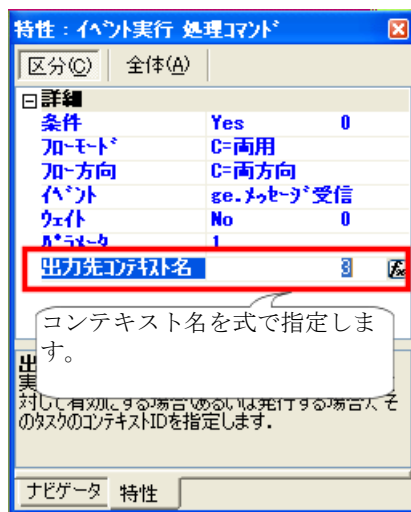 特性：ｲﾍﾞﾝﾄ実行 処理ｺﾏﾝﾄﾞ
区分(C) 全体(A)
詳細
条件 Yes 0
ﾌﾛｰﾓｰﾄﾞ C=両用
ﾌﾛｰ方向 C=両方向
ｲﾍﾞﾝﾄ ge.ﾒｯｾｰｼﾞ受信
ｳｪｲﾄ No 0
ﾊﾟﾗﾒｰﾀ 1
出力先ｺﾝﾃｷｽﾄ名 3
コンテキスト名を式で指定しま
す。
出
実
対して有効にする場合(あるいは発行する場合)、そ
のﾀｽｸのｺﾝﾃｷｽﾄIDを指定します.
ナビゲータ 特性